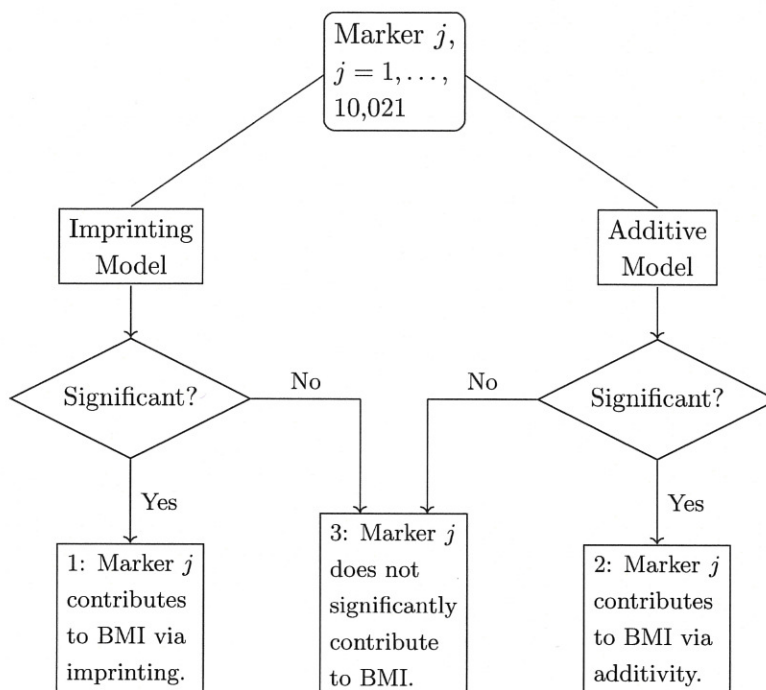 Marker j,
j = 1, . . . ,
10,021
Imprinting
Model
Additive
Model
Significant?
No
No
Significant?
Yes
Yes
1: Marker j
contributes
to BMI via
imprinting.
3: Marker j
does not
significantly
contribute
to BMI.
2: Marker j
contributes
to BMI via
additivity.